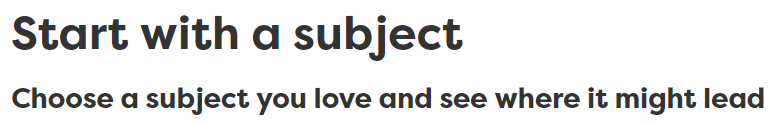 Start with a subject
Choose a subject you love and see where it might lead